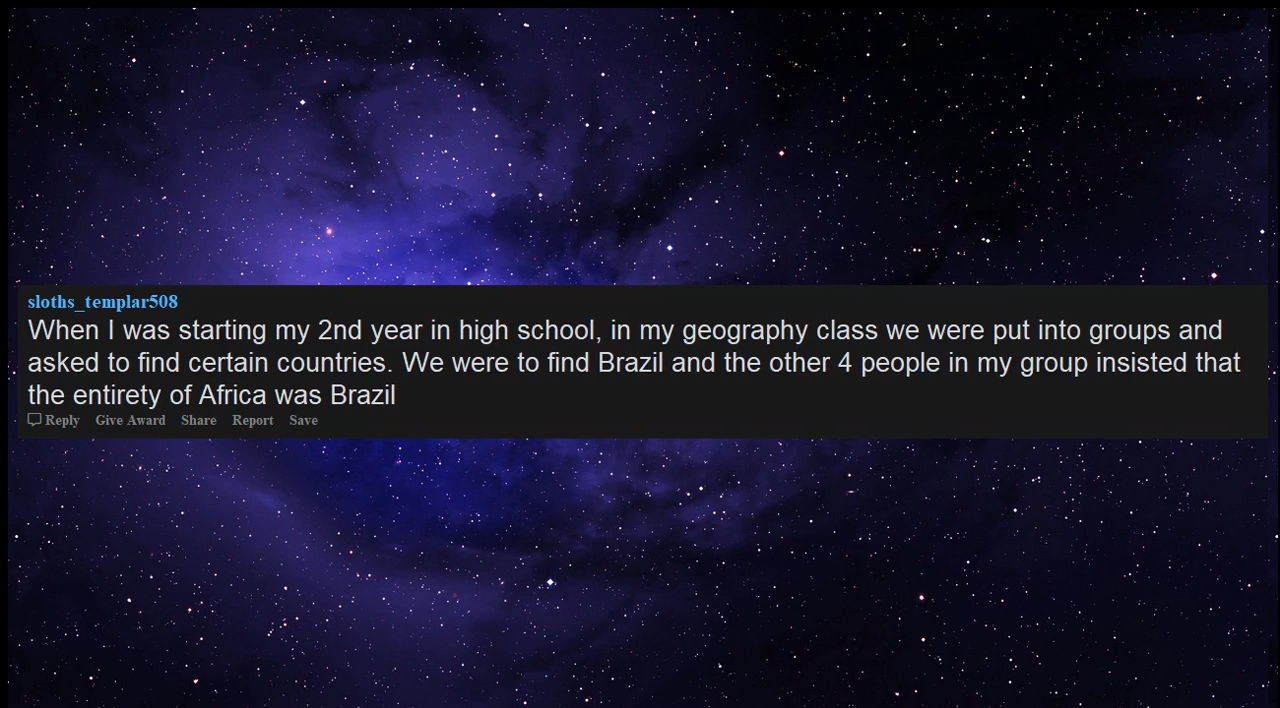 sloths_templar508
When I was starting my 2nd year in high school, in my geography class we were put into groups and
asked to find certain countries. We were to find Brazil and the other 4 people in my group insisted that
the entirety of Africa was Brazil
Reply Give Award Share Report Save